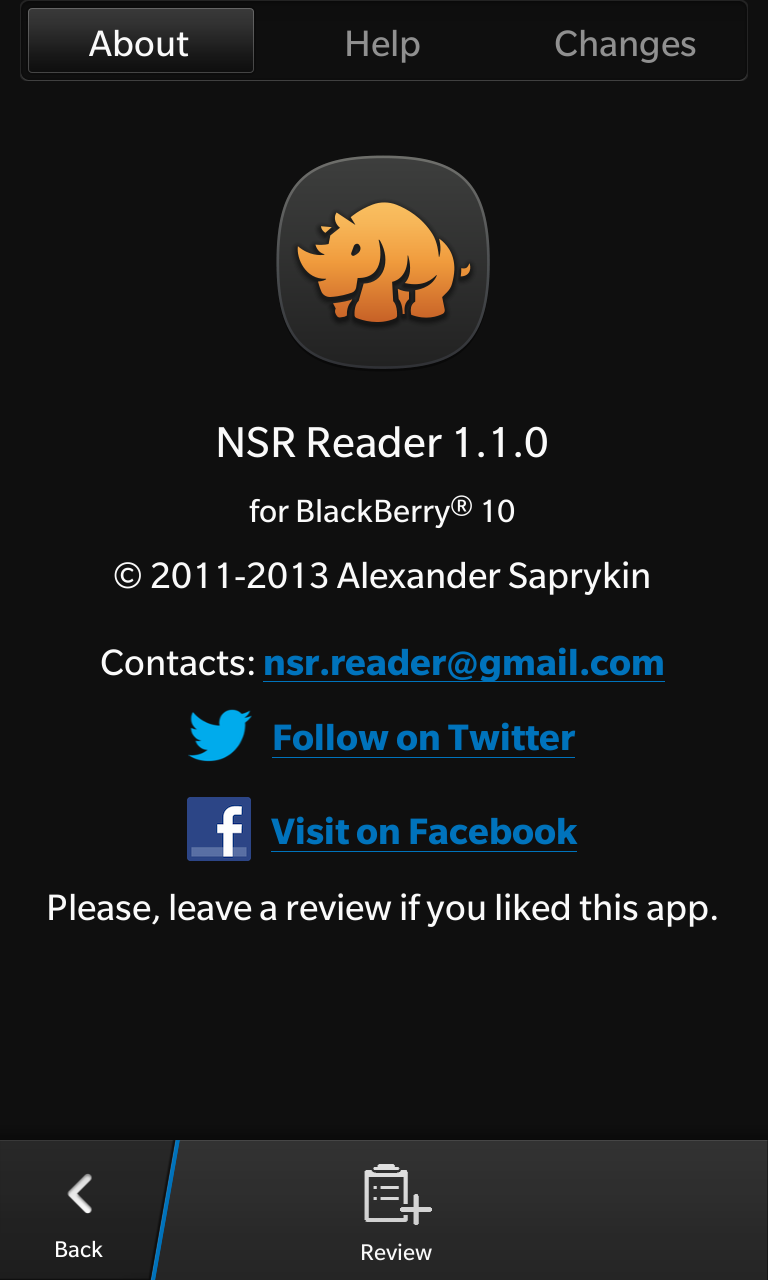 About Help Changes
NSR Reader 1.1.0
for BlackBerry® 10
© 2011-2013 Alexander Saprykin
Contacts: nsr.reader@gmail.com
Follow on Twitter
Visit on Facebook
Please, leave a review if you liked this app.
Back Review